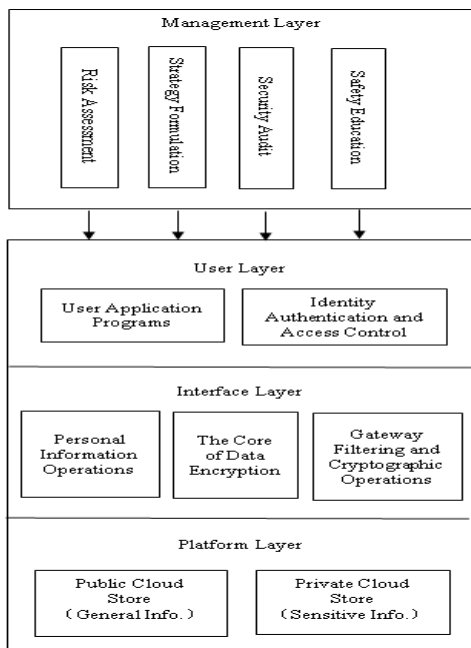 Management Layer
Risk Assessment
Strategy Formulation
Security Audit
Safety Education
User Layer
User Application
Programs
Identity
Authentication and
Access Control
Interface Layer
Personal
Information
Operations
The Core
of Data
Encryption
Gateway
Filtering and
Cryptographic
Operations
Platform Layer
Public Cloud
Store
(General Info.)
Private Cloud
Store
(Sensitive Info.)